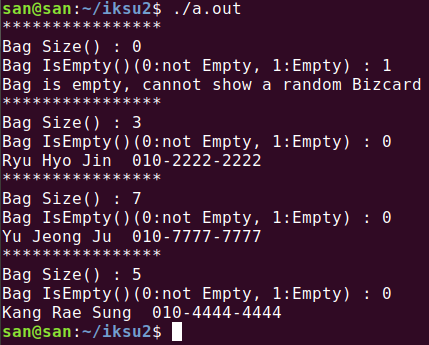 san@san:~/iksu2$ ./a.out
****************
Bag Size() : 0
Bag IsEmpty()(0:not Empty, 1:Empty) : 1
Bag is empty, cannot show a random Bizcard
****************
Bag Size() : 3
Bag IsEmpty()(0:not Empty, 1:Empty) : 0
Ryu Hyo Jin  010-2222-2222
****************
Bag Size() : 7
Bag IsEmpty()(0:not Empty, 1:Empty) : 0
Yu Jeong Ju  010-7777-7777
****************
Bag Size() : 5
Bag IsEmpty()(0:not Empty, 1:Empty) : 0
Kang Rae Sung  010-4444-4444
san@san:~/iksu2$